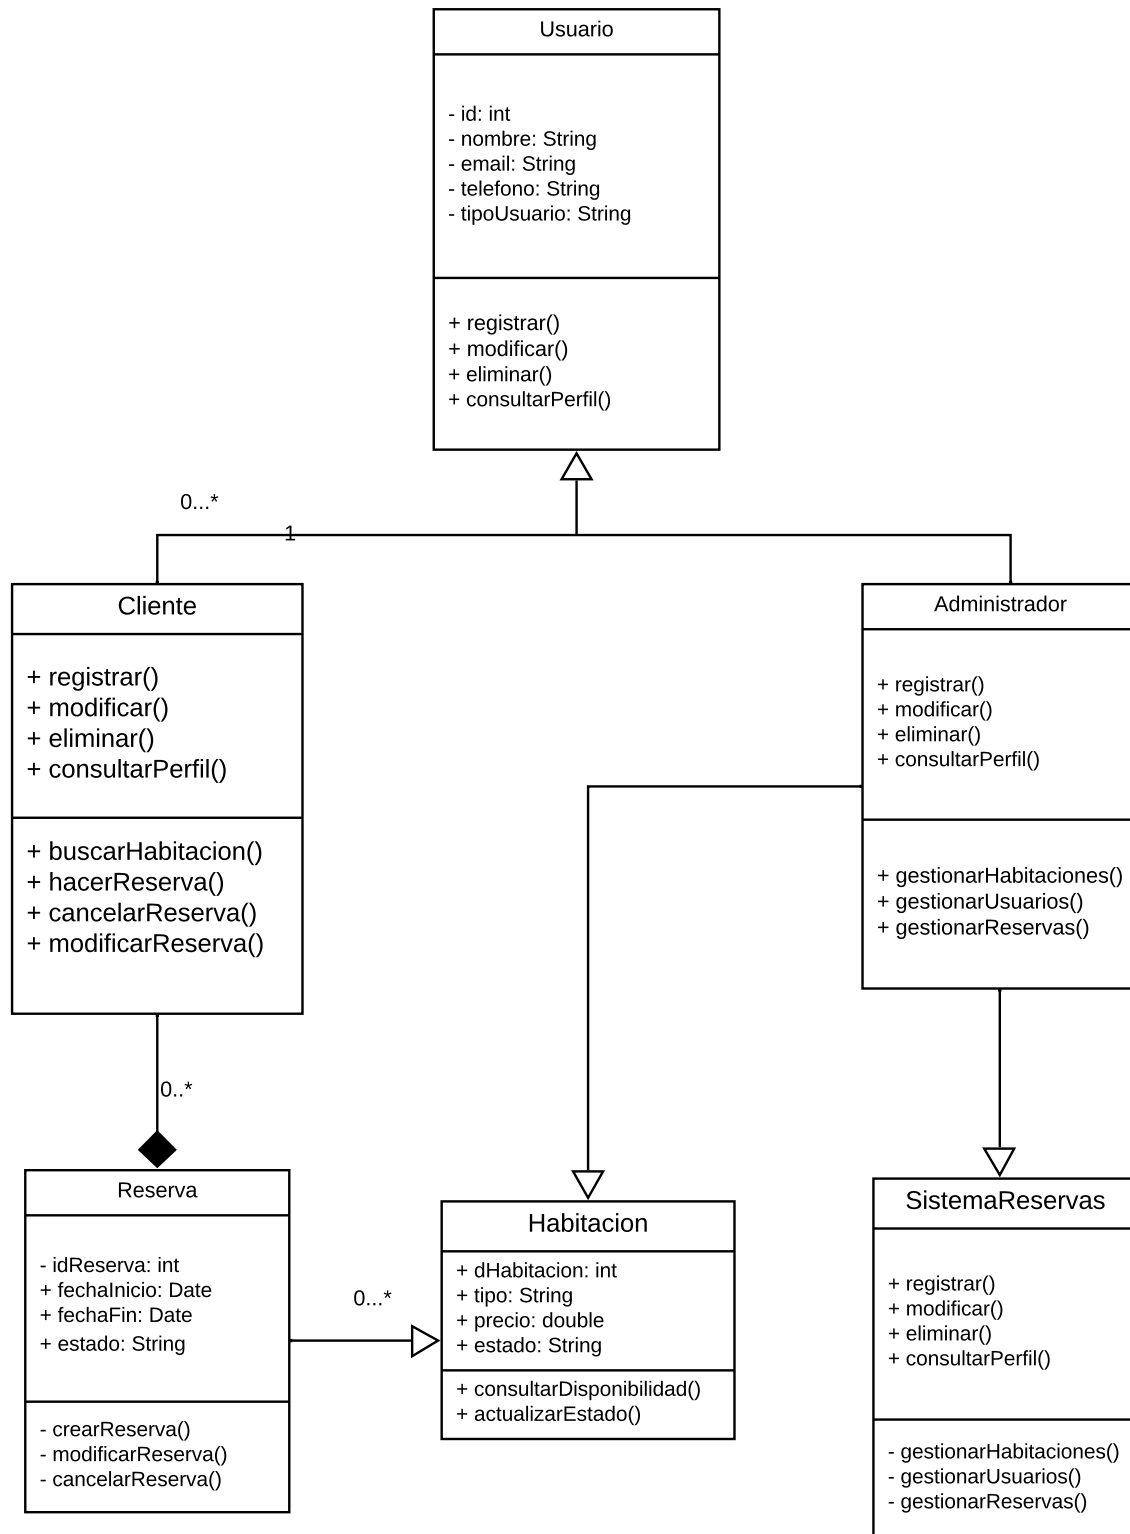 Usuario
- id: int
- nombre: String
- email: String
- telefono: String
- tipoUsuario: String
+ registrar()
+ modificar()
+ eliminar()
+ consultarPerfil()
0...*
1
Cliente
+ registrar()
+ modificar()
+ eliminar()
+ consultarPerfil()
+ buscarHabitacion()
+ hacerReserva()
+ cancelarReserva()
+ modificarReserva()
Administrador
+ registrar()
+ modificar()
+ eliminar()
+ consultarPerfil()
+ gestionarHabitaciones()
+ gestionarUsuarios()
+ gestionarReservas()
0..*
Reserva
- idReserva: int
+ fechaInicio: Date
+ fechaFin: Date
+ estado: String
- crearReserva()
- modificarReserva()
- cancelarReserva()
0...*
Habitacion
+ dHabitacion: int
+ tipo: String
+ precio: double
+ estado: String
+ consultarDisponibilidad()
+ actualizarEstado()
SistemaReservas
+ registrar()
+ modificar()
+ eliminar()
+ consultarPerfil()
- gestionarHabitaciones()
- gestionarUsuarios()
- gestionarReservas()